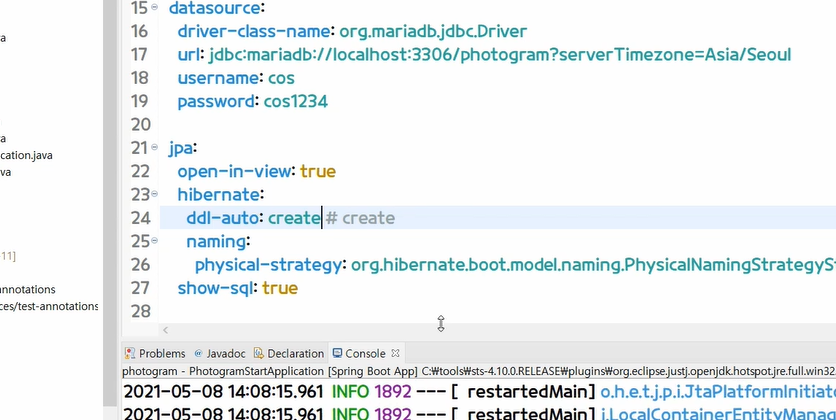 15 datasource:
16 driver-class-name: org.mariadb.jdbc.Driver
17 url: jdbc:mariadb://localhost:3306/photogram?serverTimezone=Asia/Seoul
18 username: cos
19 password: cos1234
20
21 jpa:
22 open-in-view: true
23 hibernate:
24 ddl-auto: create # create
25 naming:
26 physical-strategy: org.hibernate.boot.model.naming.PhysicalNamingStrategyS
27 show-sql: true
28
cation.java
va
11]
nnotations
ces/test-annotations
Problems @ Javadoc Declaration Console
photogram - PhotogramStartApplication [Spring Boot App] C:₩tools₩sts-4.10.0.RELEASE₩plugins₩org.eclipse.justj.openjdk.hotspot.jre.full.win32.
2021-05-08 14:08:15.961 INFO 1892 --- [ restartedMain] o.h.e.t.j.p.i.JtaPlatformInitiato
2021-05-08 14:08:15.961 INFO 1892 --- [ restartedMain] j.LocalContainerEntityManag